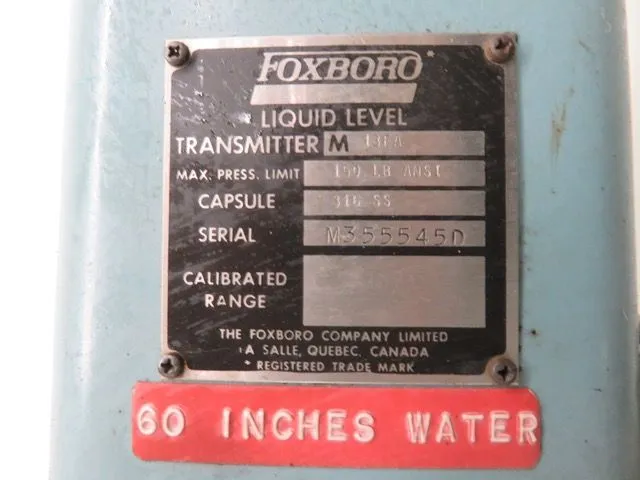 FOXBORO*
LIQUID LEVEL
TRANSMITTER M
MAX. PRESS. LIMIT 150 LB ANSI
CAPSULE 316 SS
SERIAL M355545D
CALIBRATED
RANGE
THE FOXBORO COMPANY LIMITED
LA SALLE, QUEBEC, CANADA
* REGISTERED TRADE MARK
60 INCHES WATER